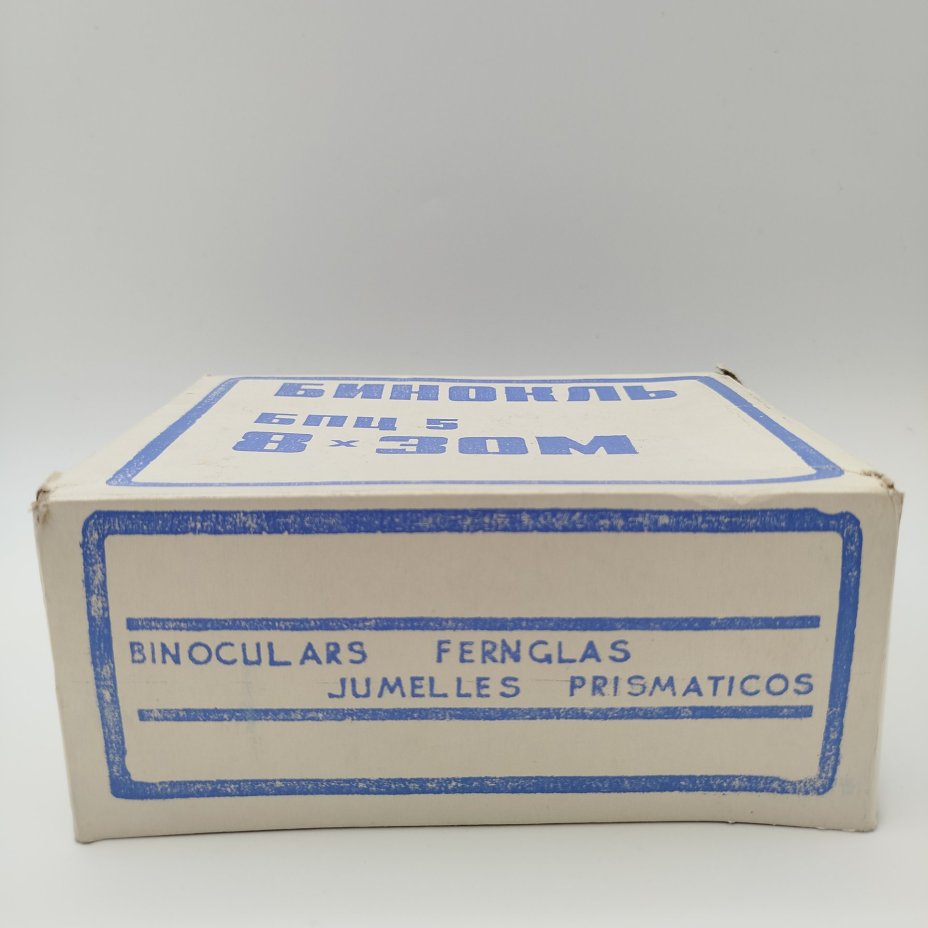 БИНОКЛЬ
БПЦ 5
8×30М
BINOCULARS FERNGLAS
JUMELLES PRISMATICOS